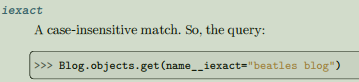 iexact
A case-insensitive match. So, the query:
>>> Blog.objects.get(name__iexact="beatles blog")